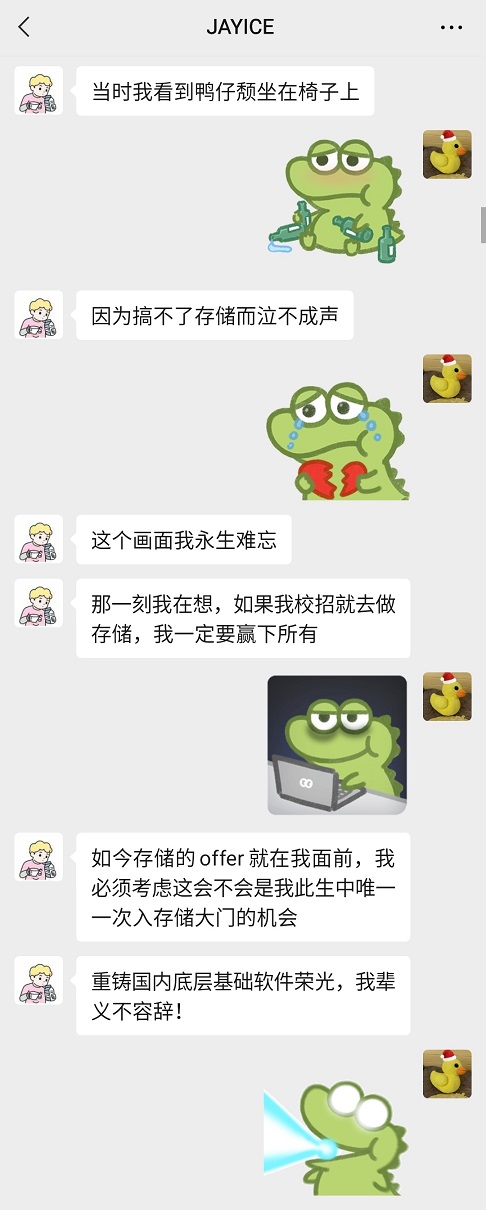 JAYICE
当时我看到鸭仔颓坐在椅子上
因为搞不了存储而泣不成声
这个画面我永生难忘
那一刻我在想，如果我校招就去做
存储，我一定要赢下所有
如今存储的 offer 就在我面前，我
必须考虑这会不会是我此生中唯一
一次入存储大门的机会
重铸国内底层基础软件荣光，我辈
义不容辞！